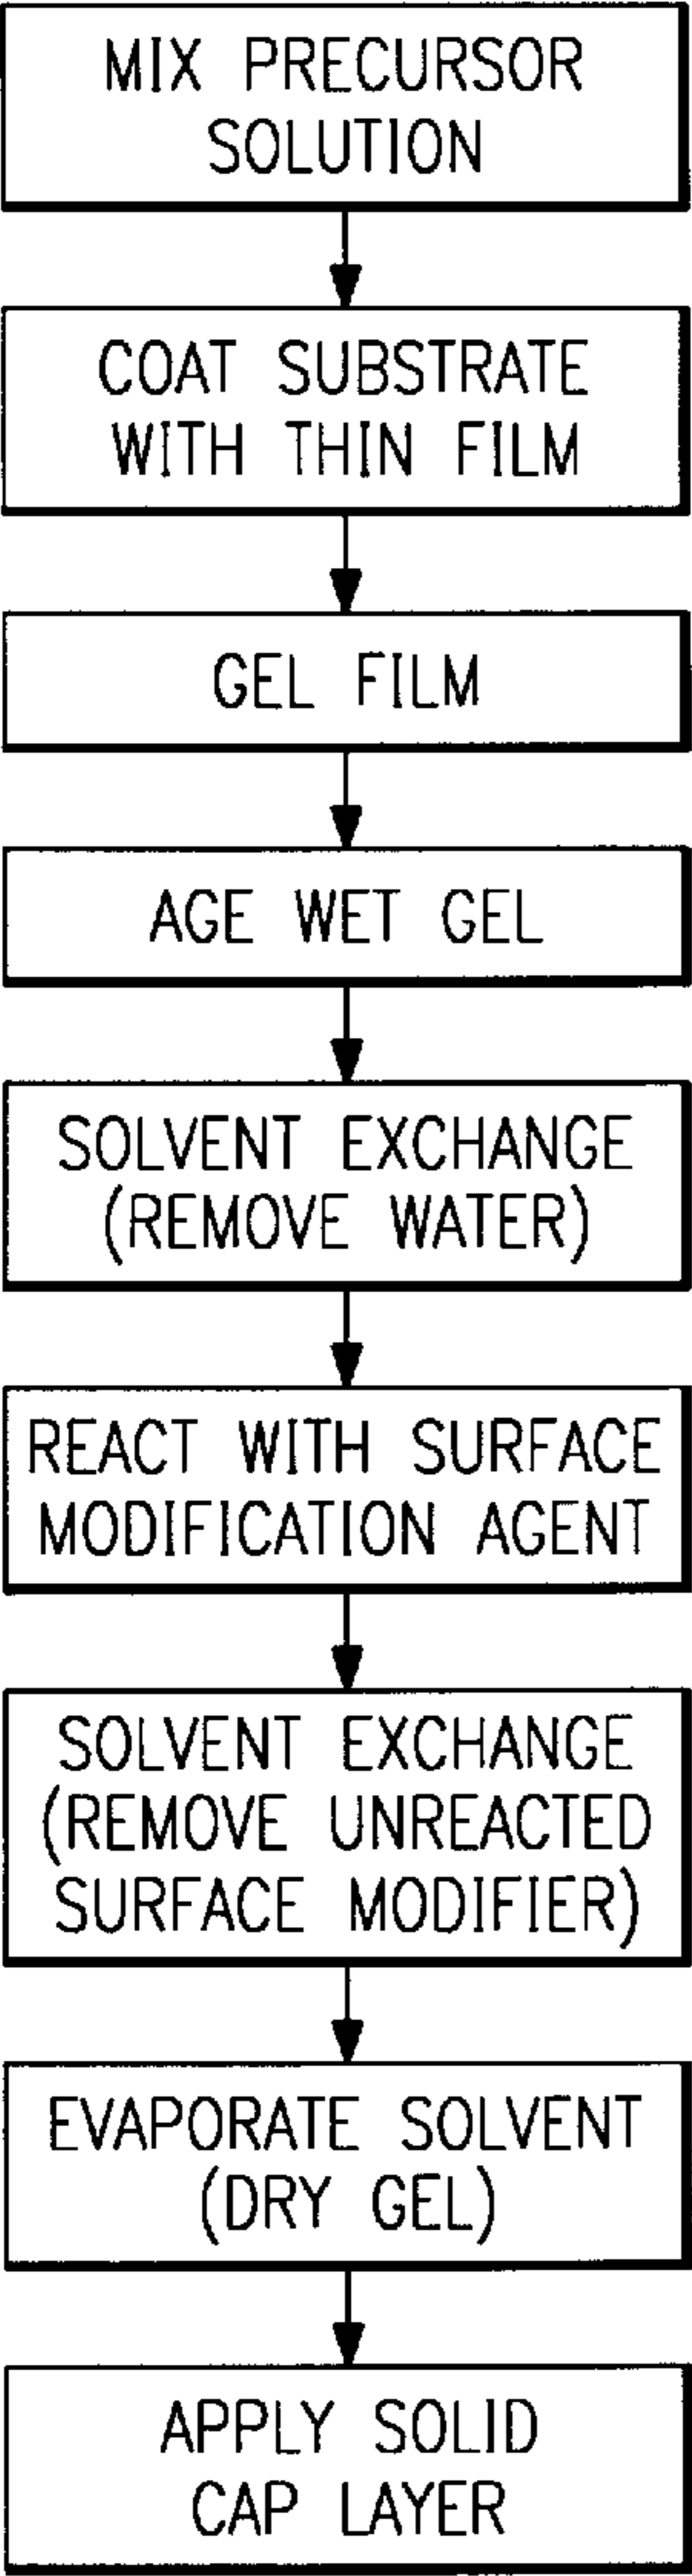 MIX PRECURSOR
SOLUTION
COAT SUBSTRATE
WITH THIN FILM
GEL FILM
AGE WET GEL
SOLVENT EXCHANGE
(REMOVE WATER)
REACT WITH SURFACE
MODIFICATION AGENT
SOLVENT EXCHANGE
(REMOVE UNREACTED
SURFACE MODIFIER)
EVAPORATE SOLVENT
(DRY GEL)
APPLY SOLID
CAP LAYER